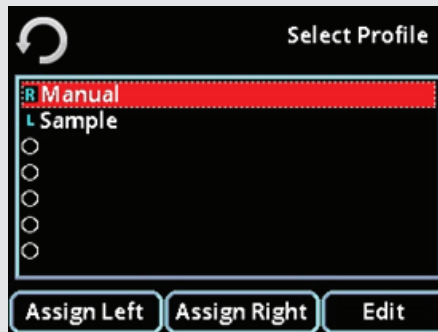 Select Profile
R Manual
L Sample
Assign Left Assign Right Edit